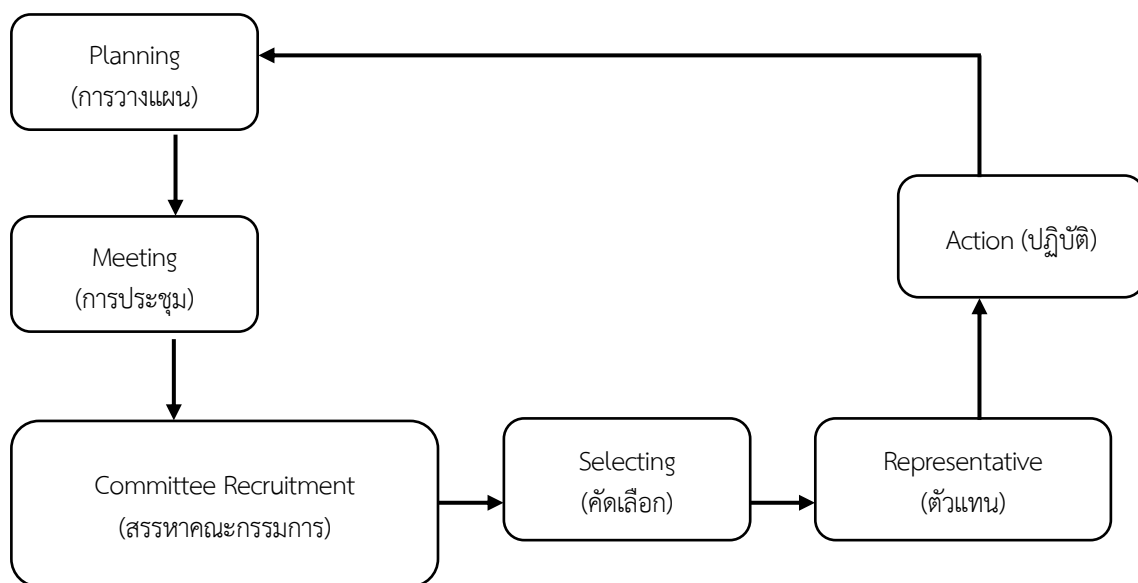 Planning
(การวางแผน)
Meeting
(การประชุม)
Committee Recruitment
(สรรหาคณะกรรมการ)
Selecting
(คัดเลือก)
Representative
(ตัวแทน)
Action (ปฏิบัติ)